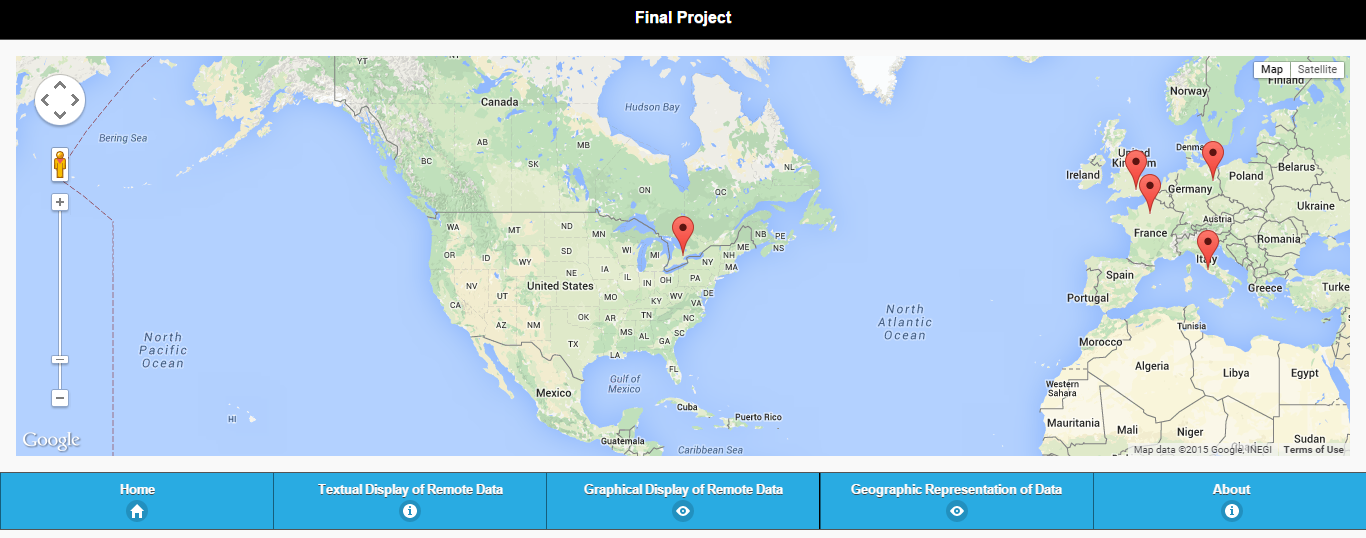 Final Project
Map Satellite
YT
Canada
Hudson Bay
Bering Sea
Norway
Finland
AB
MB
BC
SK
NL
ON
QC
United
Kingdom
Denma
Ireland
Poland
Belarus
Germany
Ukraine
Austria
France
Romania
Italy
Spain
Portugal
Greece
Turke
WA
MT
ND
MN
NB
PE
NS
OR
ID
SD
WI
MI
ME
NH
NY
MA
WY
NE
IA
IL
IN
OH
PA
NV
UT
United States
MO
KY
WV
VA
DE
CA
AZ
NM
OK
AR
TN
NC
MS
AL
SC
GA
TX
LA
FL
North
Pacific
Ocean
North
Atlantic
Ocean
Gulf of
Mexico
Mexico
Cuba
Puerto Rico
Guatemala
Caribbean Sea
HI
Tunisia
Morocco
Algeria
Libya
Egypt
Western
Sahara
Mauritania
Mali
Niger
Sudan
Google
Map data ©2015 Google, INEGI Terms of Use
Home
Textual Display of Remote Data
Graphical Display of Remote Data
Geographic Representation of Data
About